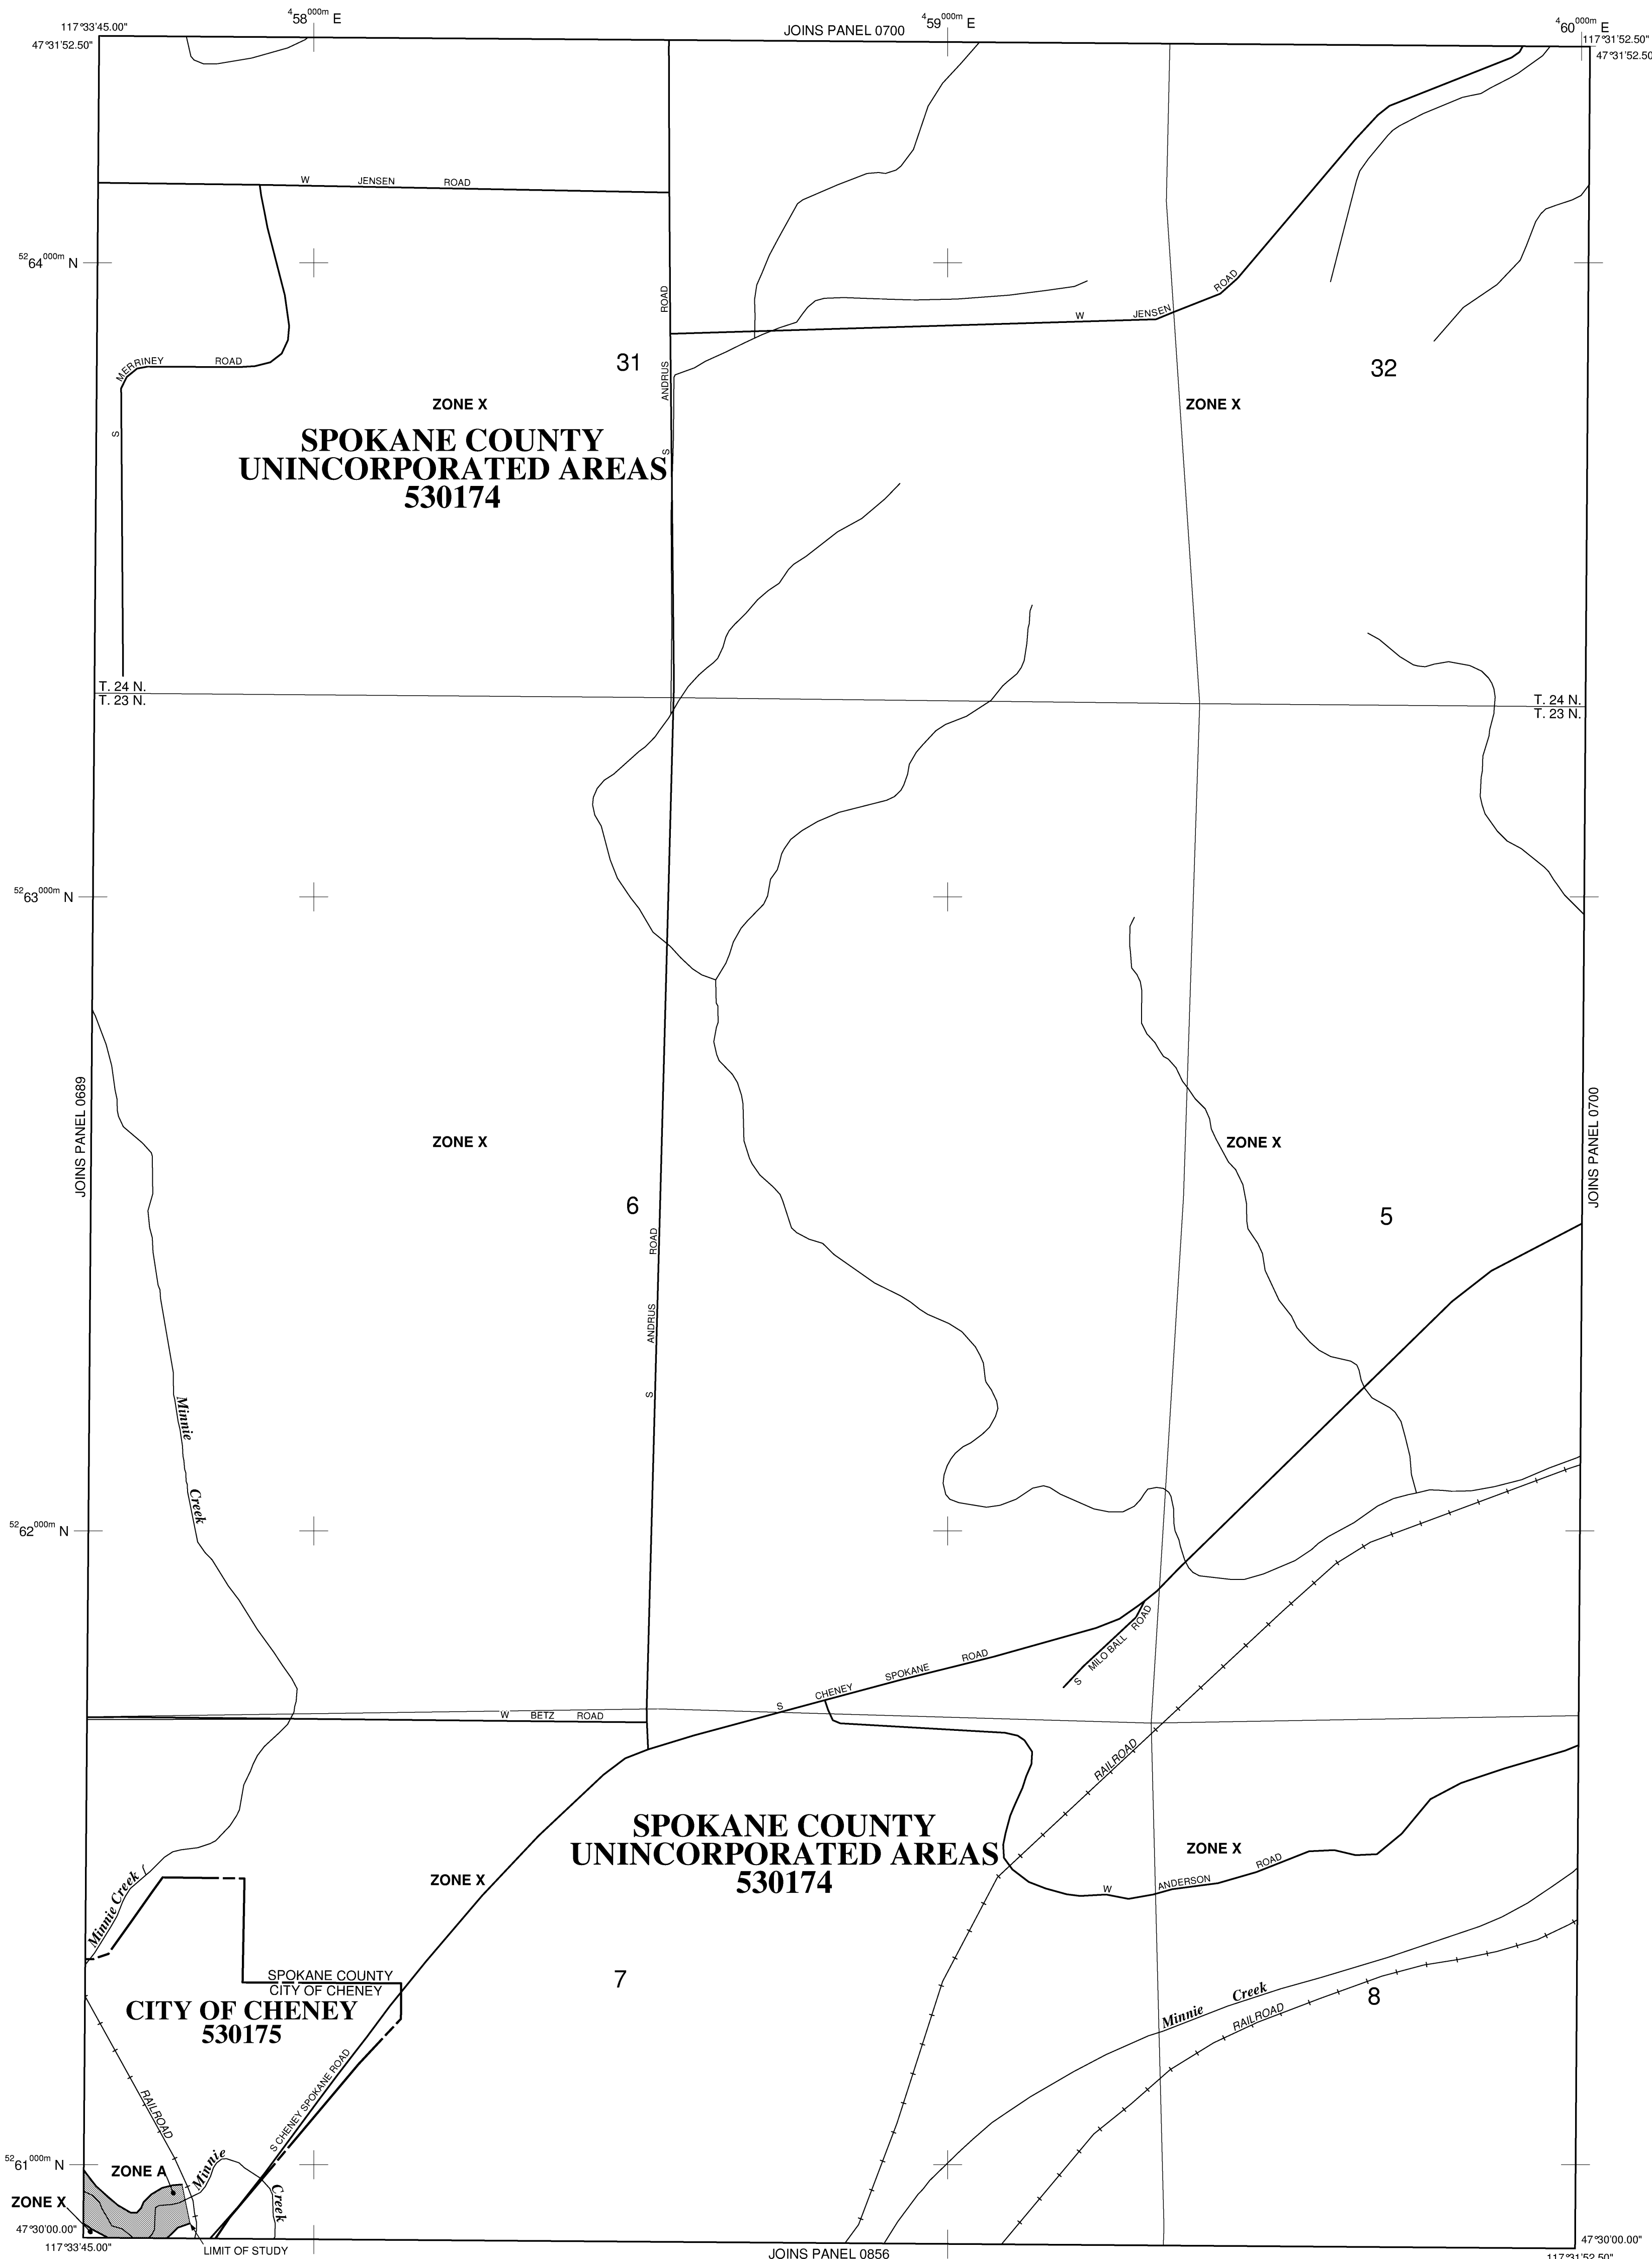 117°33'45.00"
47°31'52.50"
4 58 000m E
JOINS PANEL 0700
4 59 000m E
4 60 000m E
117°31'52.50"
47°31'52.50
W JENSEN ROAD
52 64 000m N
ROAD
ROAD
W JENSEN
MERRINEY ROAD
31
ANDRUS
32
ZONE X
ZONE X
S
SPOKANE COUNTY
UNINCORPORATED AREAS
530174
S
T. 24 N.
T. 23 N.
T. 24 N.
T. 23 N.
52 63 000m N
JOINS PANEL 0689
JOINS PANEL 0700
ZONE X
ZONE X
6
5
ROAD
ANDRUS
S
Minnie
Creek
52 62 000m N
S MILO BALL ROAD
S CHENEY SPOKANE ROAD
W BETZ ROAD
RAILROAD
SPOKANE COUNTY
UNINCORPORATED AREAS
530174
ZONE X
ZONE X
W ANDERSON ROAD
Minnie Creek
7
8
SPOKANE COUNTY
CITY OF CHENEY
CITY OF CHENEY
530175
Minnie Creek
RAILROAD
S CHENEY SPOKANE ROAD
RAILROAD
52 61 000m N
ZONE A
Minnie
Creek
ZONE X
47°30'00.00"
117°33'45.00"
LIMIT OF STUDY
JOINS PANEL 0856
47°30'00.00"
117°31'52.50"